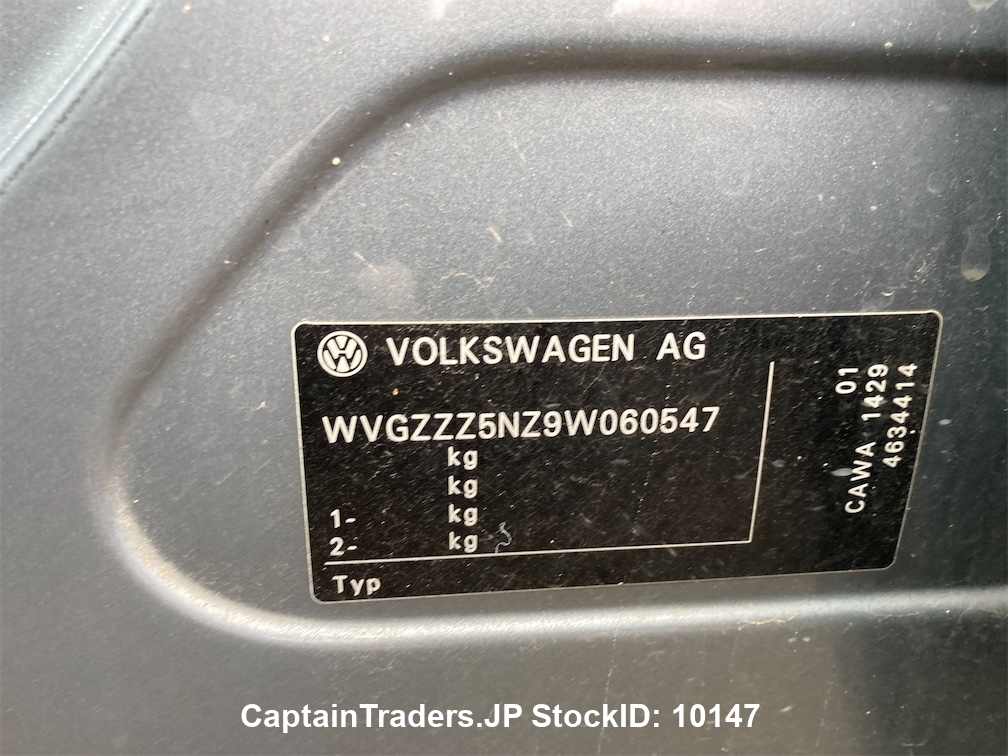 VOLKSWAGEN AG
WVGZZZ5NZ9W060547
kg
kg
1- kg
2- kg
Typ
01
CAWA 1429
4634414
CaptainTraders.JP StockID: 10147